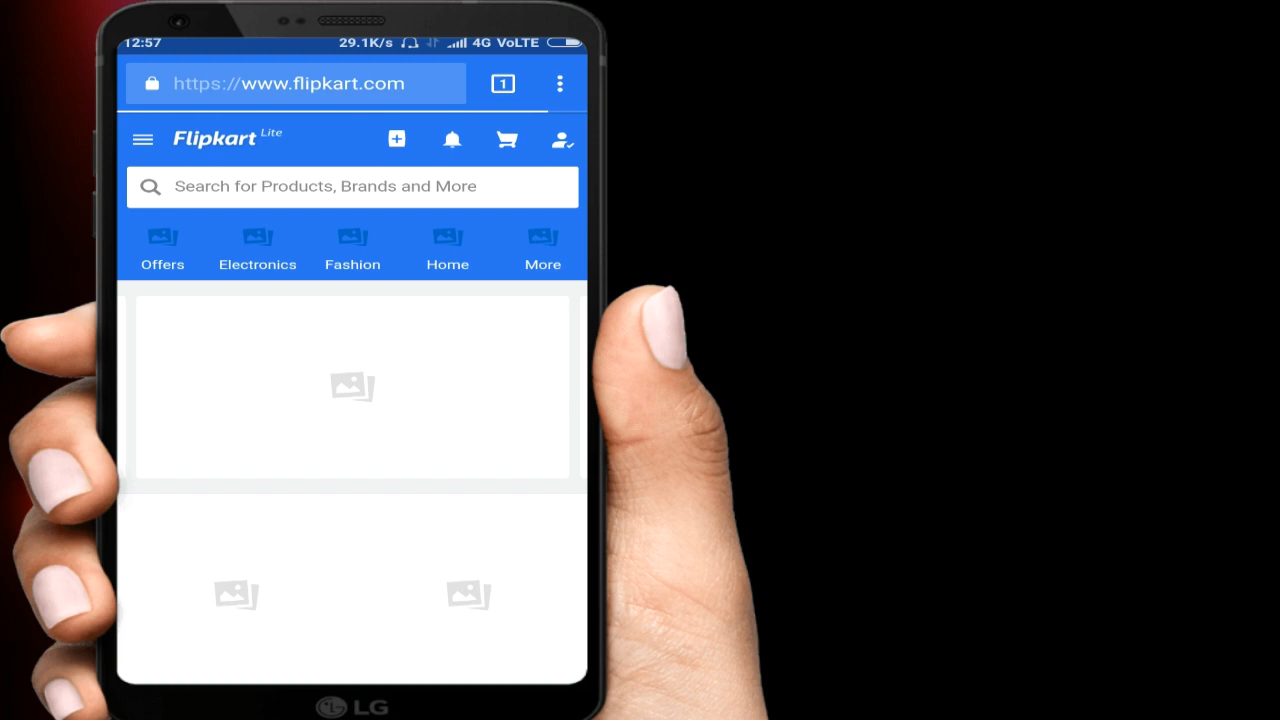 12:57 29.1K/s 4G VoLTE
https://www.flipkart.com 1
Flipkart Lite
Search for Products, Brands and More
Offers Electronics Fashion Home More
LG